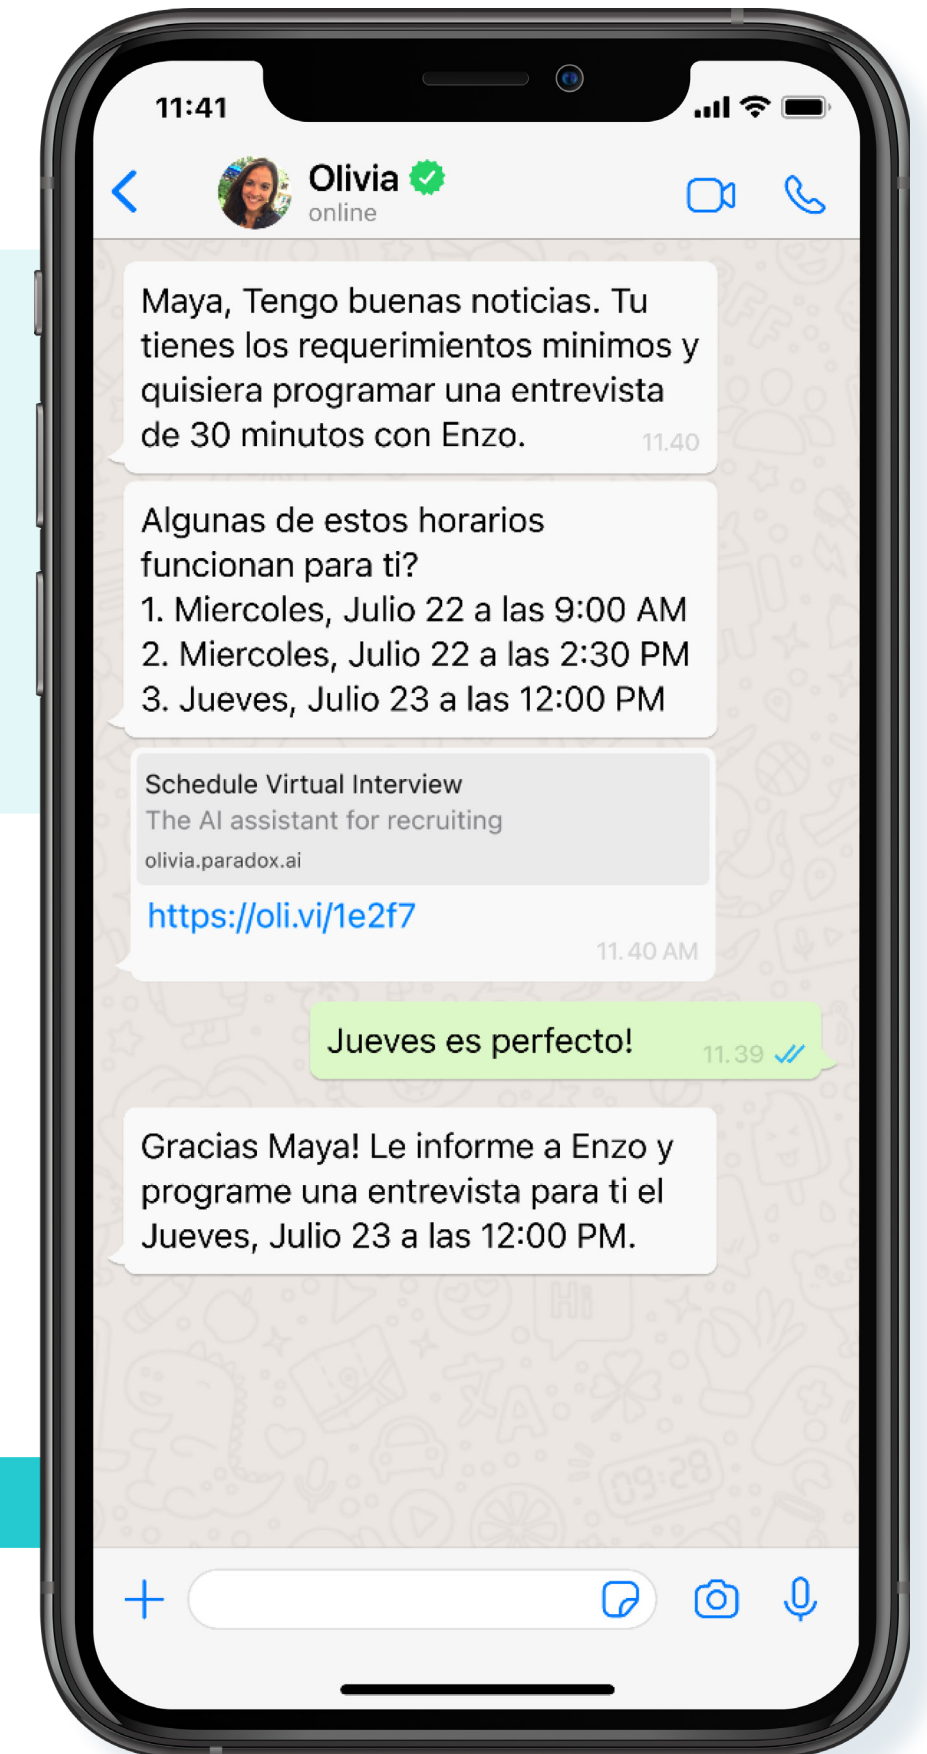 11:41
Olivia
online
Maya, Tengo buenas noticias. Tu
tienes los requerimientos minimos y
quisiera programar una entrevista
de 30 minutos con Enzo.
11.40
Algunas de estos horarios
funcionan para ti?
1. Miercoles, Julio 22 a las 9:00 AM
2. Miercoles, Julio 22 a las 2:30 PM
3. Jueves, Julio 23 a las 12:00 PM
Schedule Virtual Interview
The AI assistant for recruiting
olivia.paradox.ai
https://oli.vi/1e2f7
11.40 AM
Jueves es perfecto!
11.39
Gracias Maya! Le informe a Enzo y
programe una entrevista para ti el
Jueves, Julio 23 a las 12:00 PM.
Hi
09:28